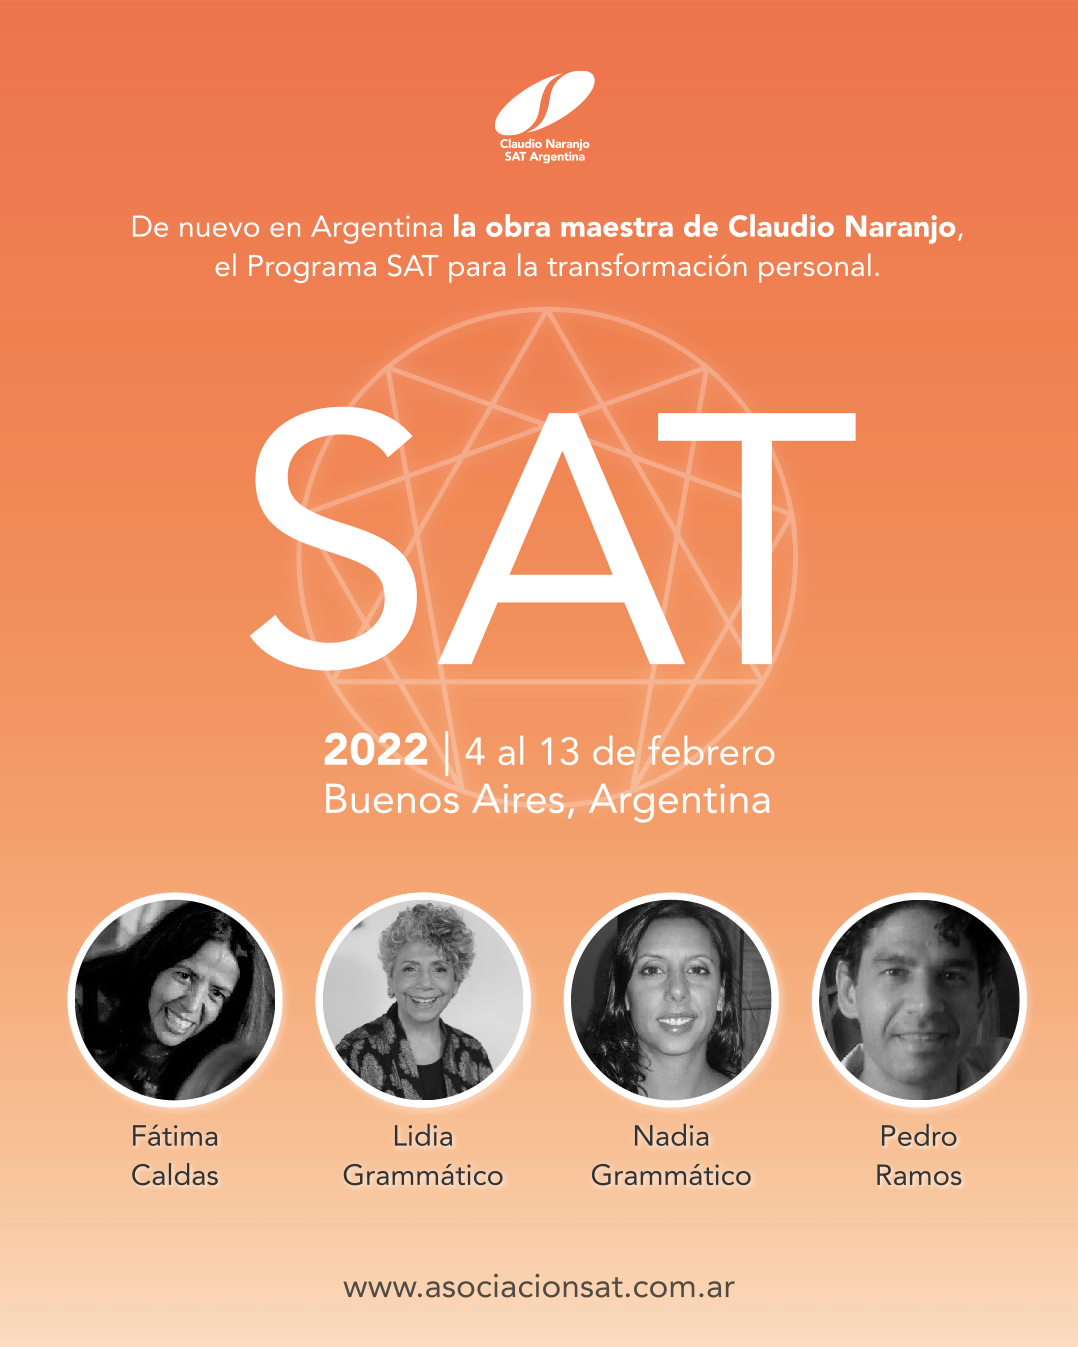 Claudio Naranjo
SAT Argentina
De nuevo en Argentina la obra maestra de Claudio Naranjo,
el Programa SAT para la transformación personal.
SAT
2022 | 4 al 13 de febrero
Buenos Aires, Argentina
Fátima
Caldas
Lidia
Grammático
Nadia
Grammático
Pedro
Ramos
www.asociacionsat.com.ar